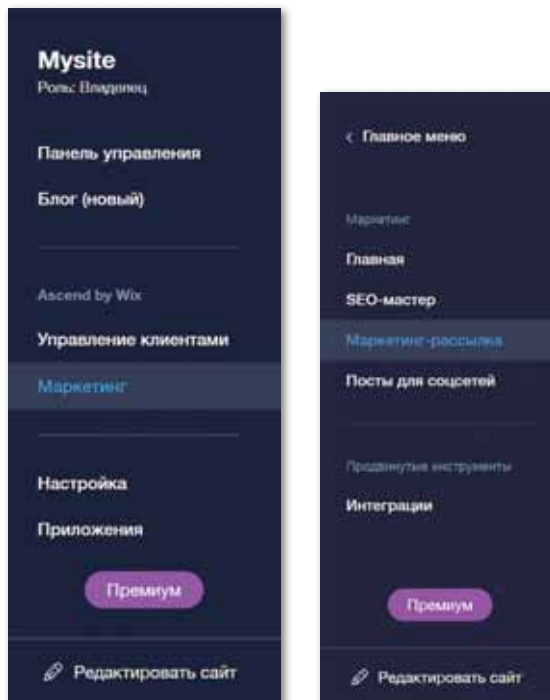 Mysite
Роль: Владелец
Панель управления
Блог (новый)
Ascend by Wix
Управление клиентами
Маркетинг
Настройка
Приложения
Премиум
Редактировать сайт
< Главное меню
Маркетинг
Главная
SEO-мастер
Маркетинг-рассылка
Посты для соцсетей
Продвинутые инструменты
Интеграции
Премиум
Редактировать сайт